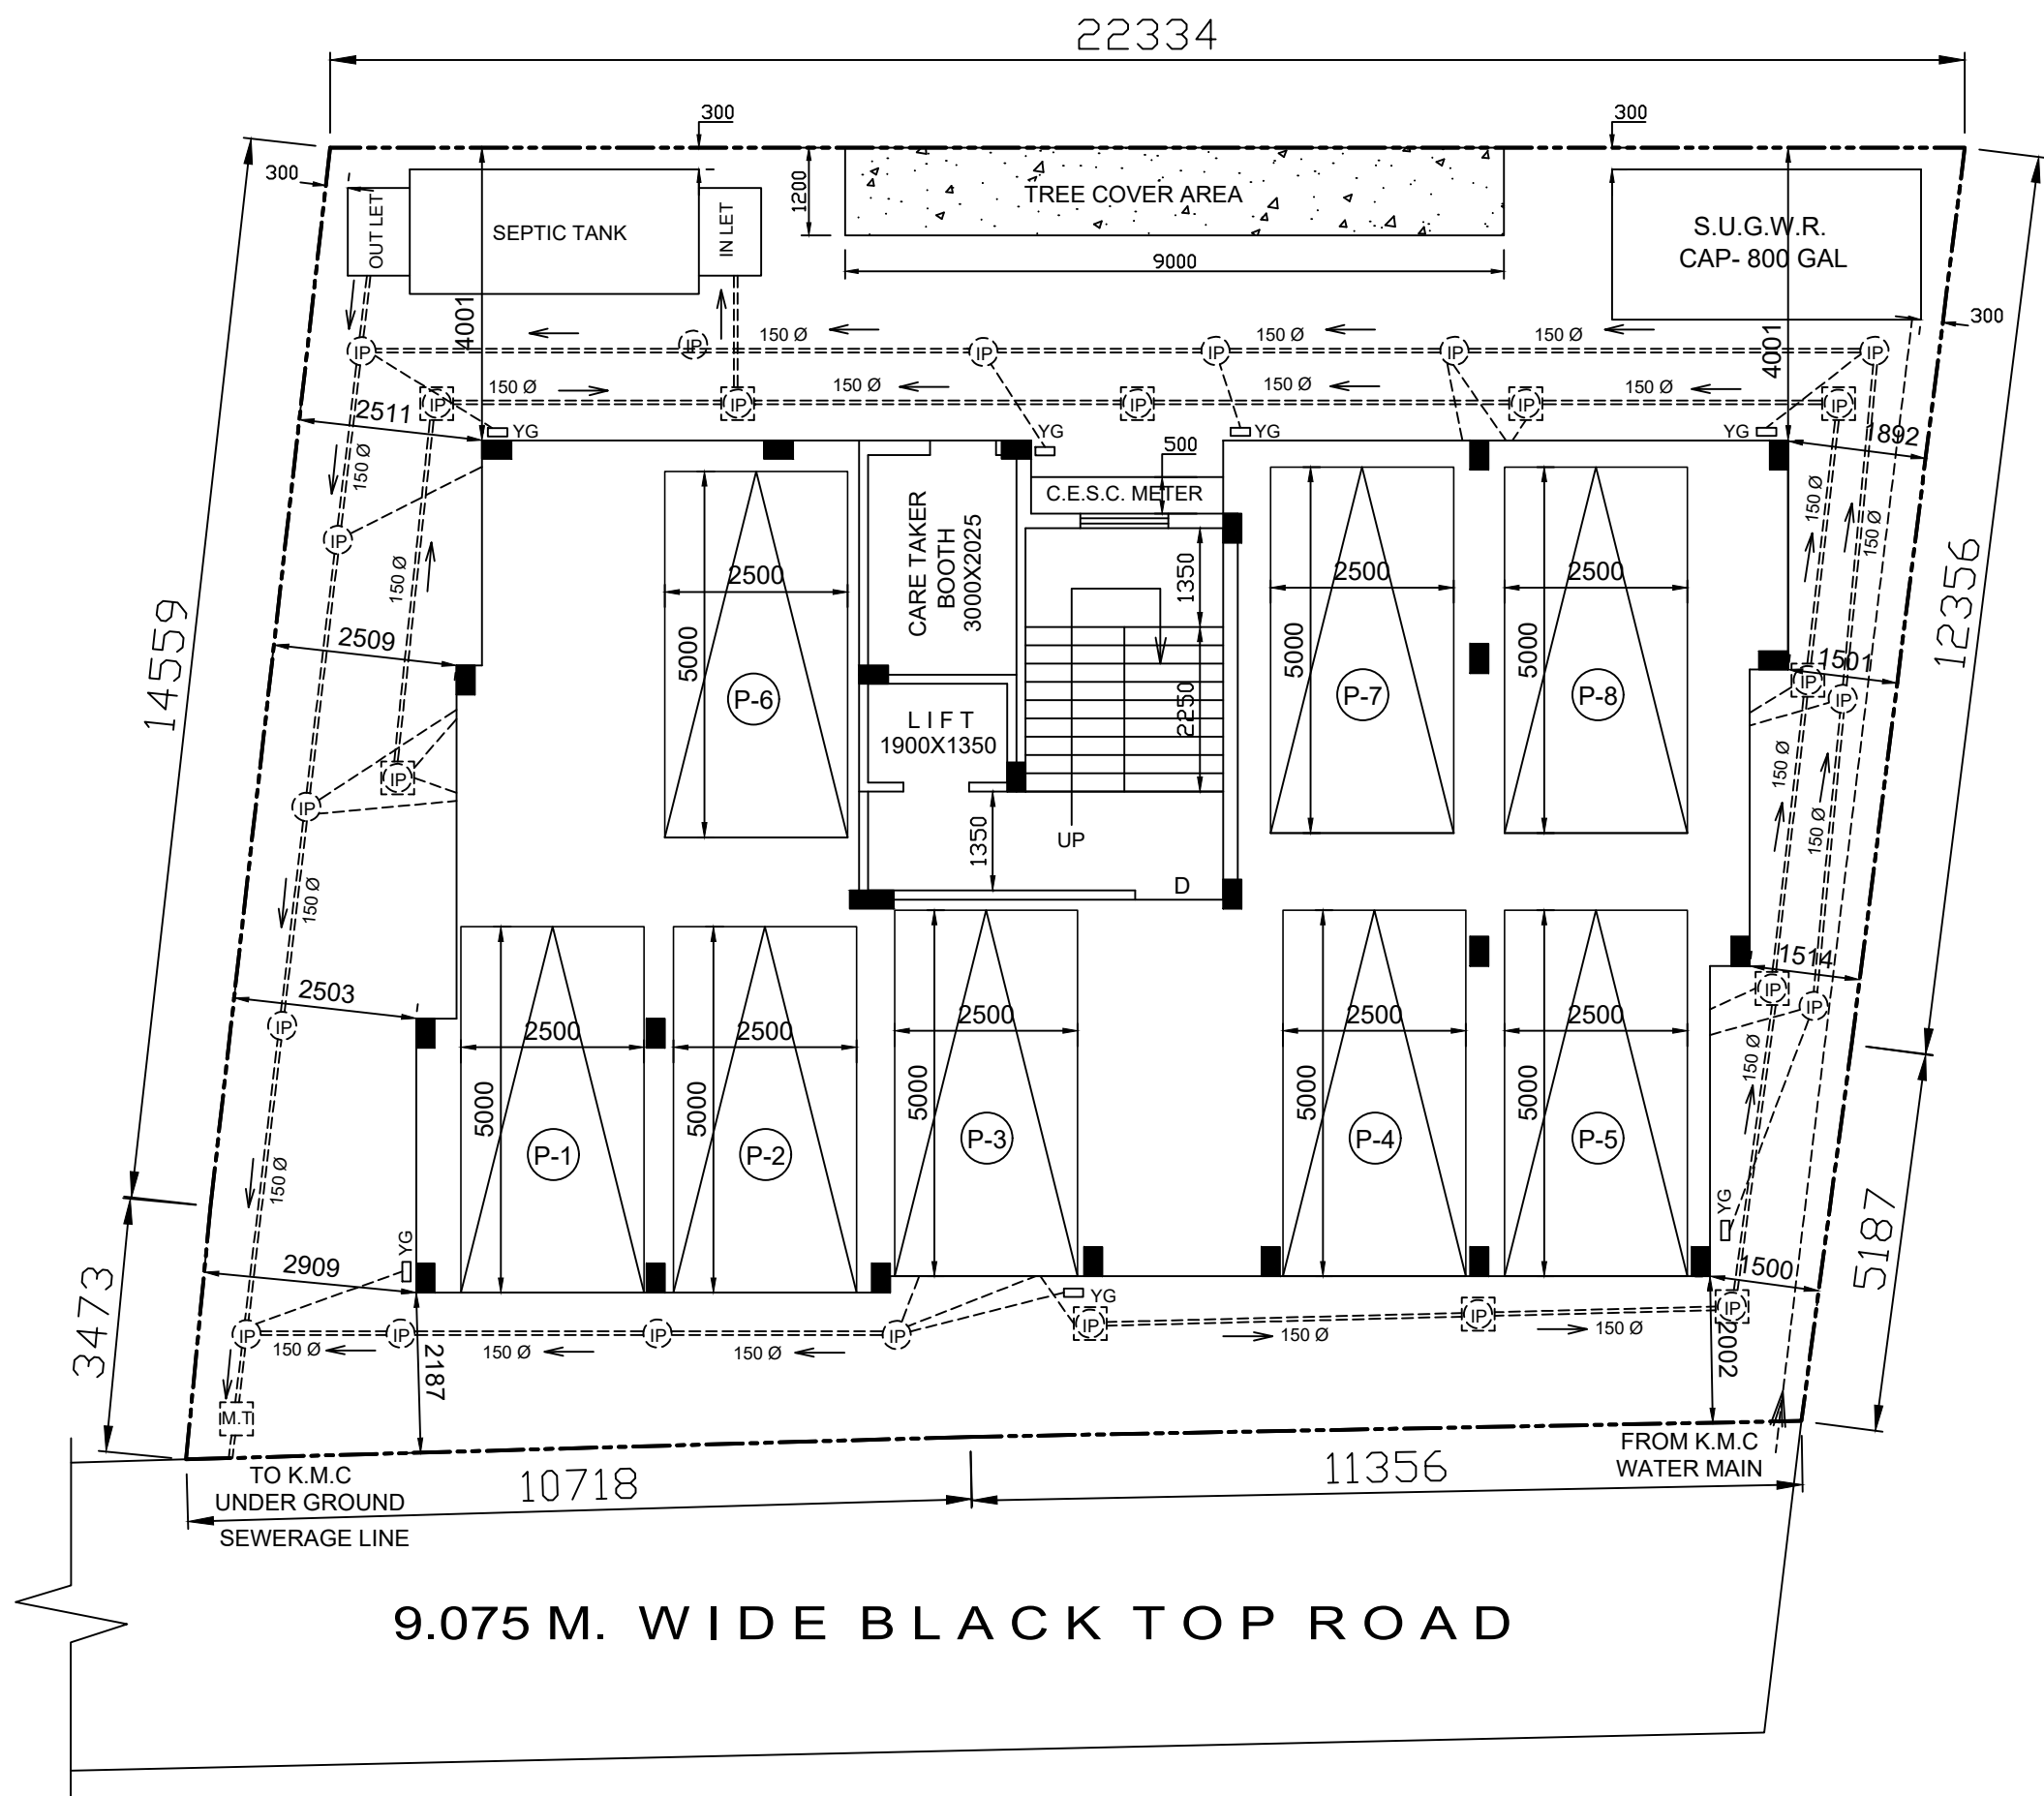 22334
300
300
300
OUT LET
SEPTIC TANK
IN LET
1200
TREE COVER AREA
9000
S.U.G.W.R.
CAP- 800 GAL
300
4001
4001
150 Ø
150 Ø
150 Ø
IP
IP
IP
IP
IP
IP
150 Ø
150 Ø
150 Ø
150 Ø
IP
IP
IP
IP
IP
2511
YG
YG
YG
YG
1892
500
C.E.S.C. METER
150 Ø
150 Ø
150 Ø
150 Ø
IP
CARE TAKER
BOOTH
3000X2025
1350
2500
5000
P-6
2500
5000
P-7
2500
5000
P-8
14559
12356
2509
1501
IP
IP
L I F T
1900X1350
2250
IP
IP
150 Ø
150 Ø
1350
UP
D
150 Ø
2503
1514
IP
IP
IP
2500
5000
P-1
2500
5000
P-2
2500
5000
P-3
2500
5000
P-4
2500
5000
P-5
150 Ø
150 Ø
YG
YG
3473
5187
2909
1500
YG
IP
IP
IP
IP
IP
IP
IP
150 Ø
150 Ø
150 Ø
150 Ø
150 Ø
2187
2002
M.T
TO K.M.C
UNDER GROUND
SEWERAGE LINE
10718
11356
FROM K.M.C
WATER MAIN
9.075 M. W I D E B L A C K T O P R O A D